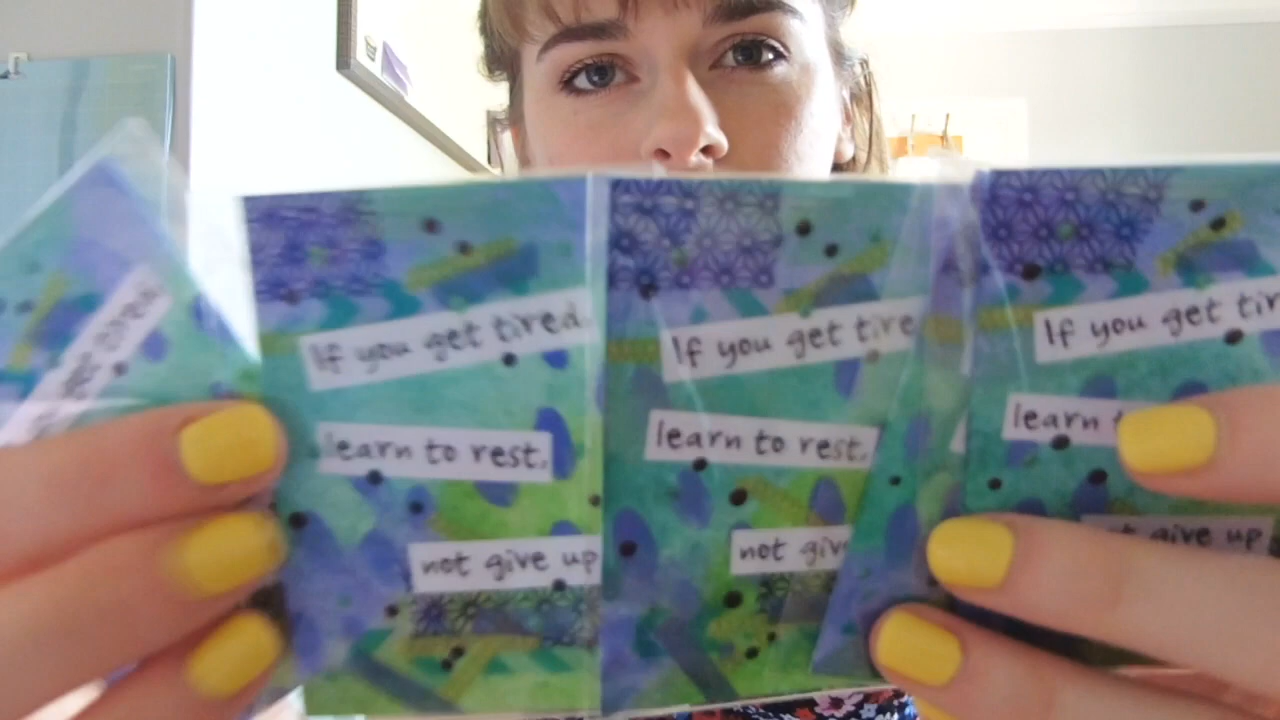 If you get tired
learn to rest,
not give up
If you get tire
learn to rest,
not giv
If you get tir
learn t
t give up